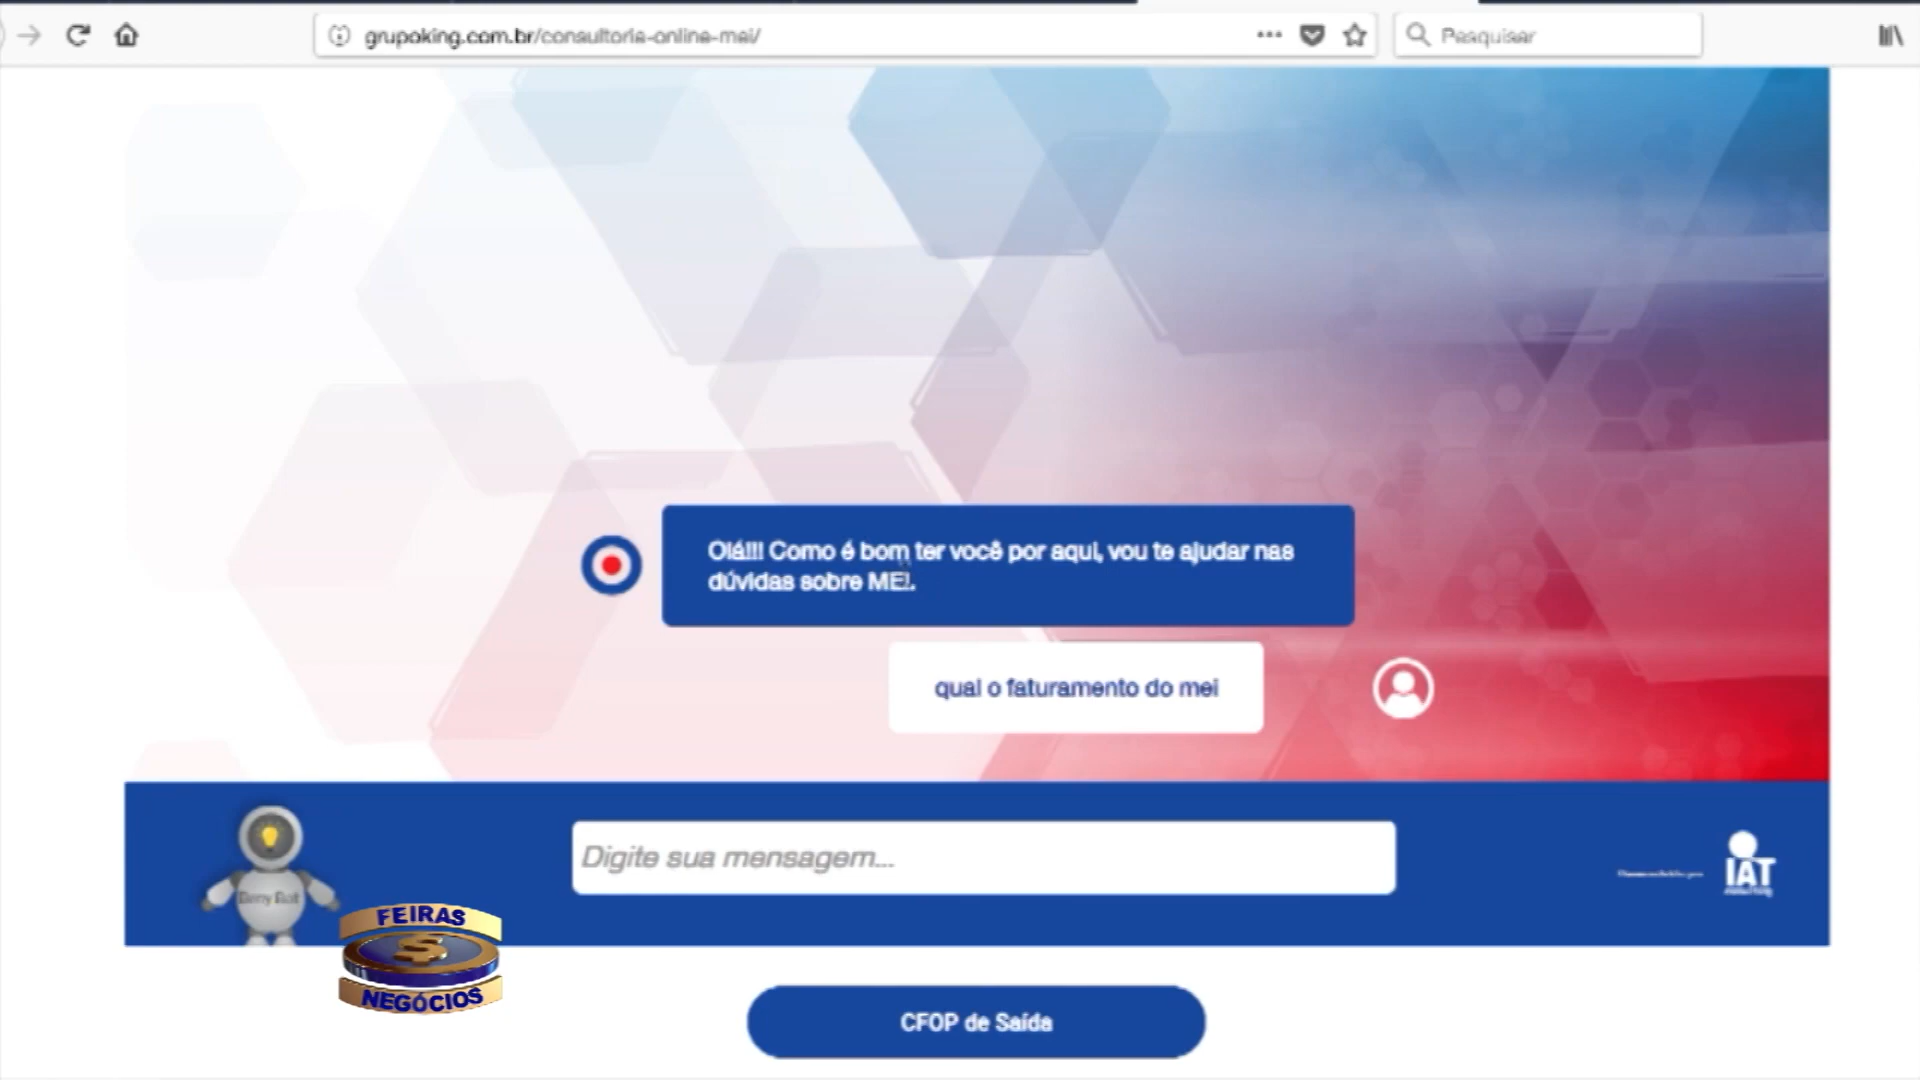 grupoking.com.br/consultoria-online-mei/
Pesquisar
Olá!!! Como é bom ter você por aqui, vou te ajudar nas
dúvidas sobre MEI.
qual o faturamento do mei
Digite sua mensagem...
IAT
FEIRAS
$
NEGÓCIOS
CFOP de Saída